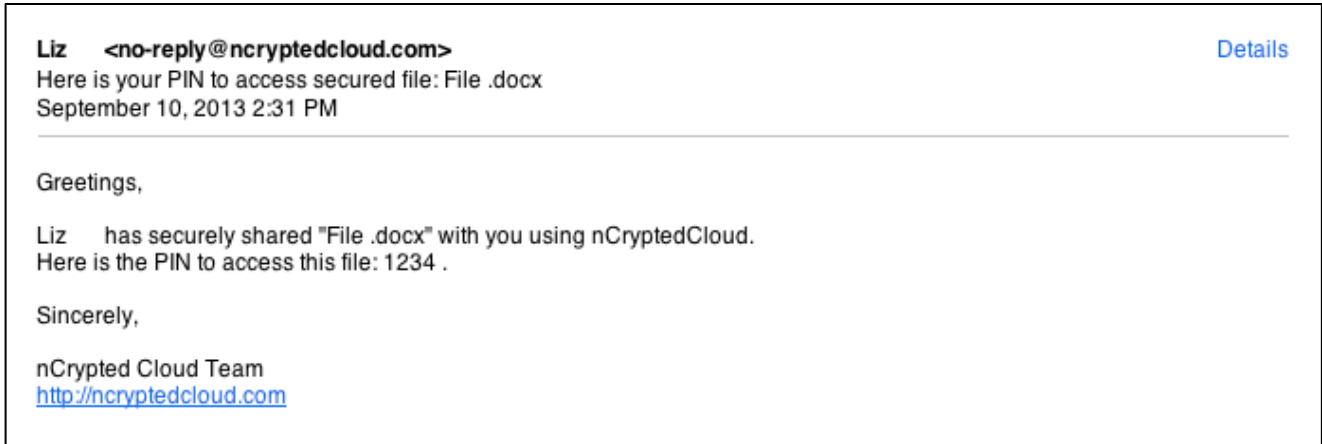 Liz <no-reply@ncryptedcloud.com> Details
Here is your PIN to access secured file: File .docx
September 10, 2013 2:31 PM
Greetings,
Liz has securely shared "File .docx" with you using nCryptedCloud.
Here is the PIN to access this file: 1234 .
Sincerely,
nCrypted Cloud Team
http://ncryptedcloud.com